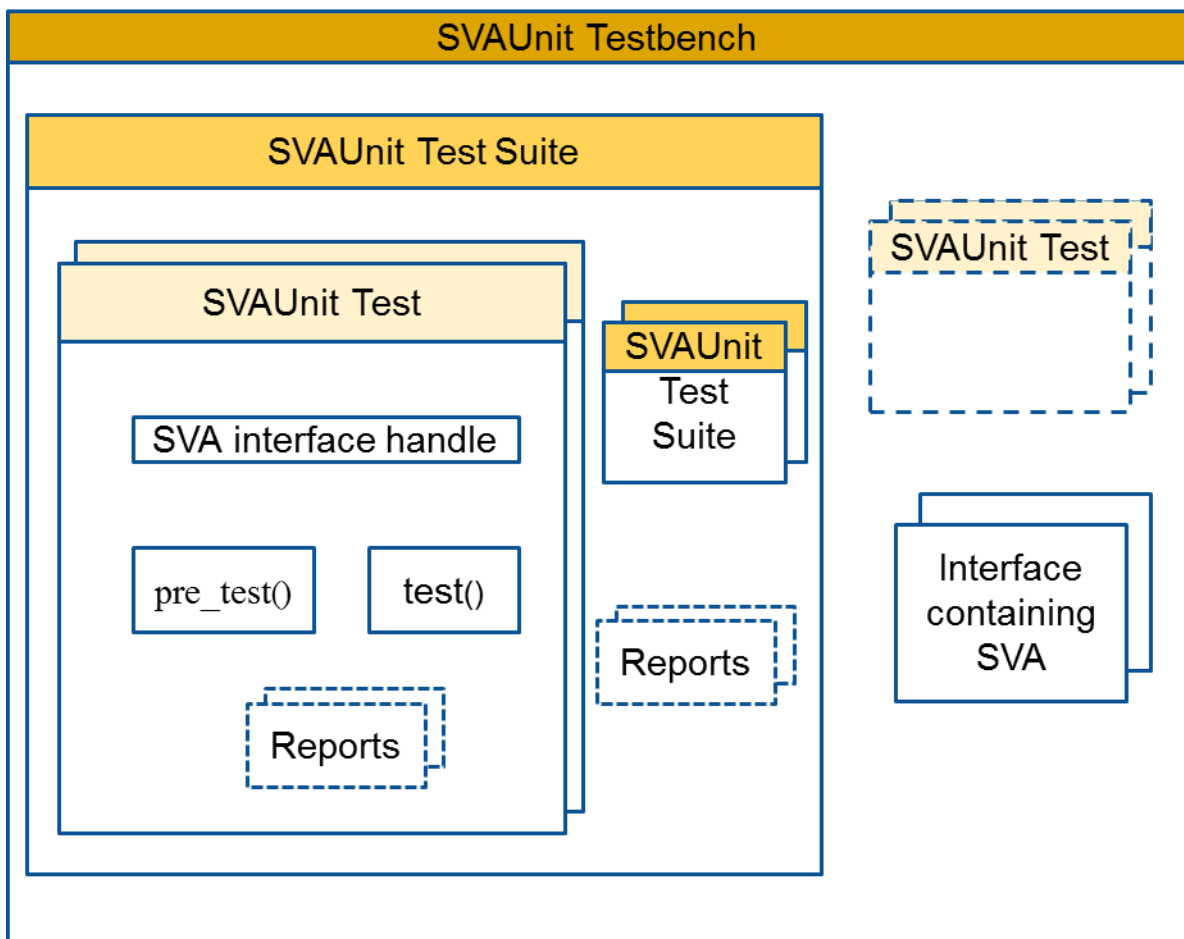 SVAUnit Testbench
SVAUnit Test Suite
SVAUnit Test
SVA interface handle
pre_test()
test()
Reports
SVAUnit
Test
Suite
Reports
SVAUnit Test
Interface
containing
SVA